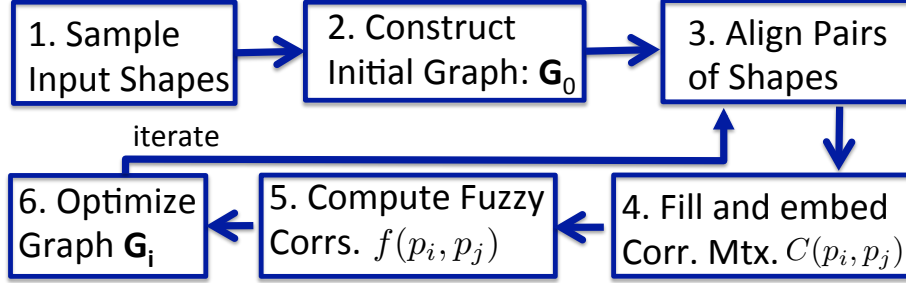 1. Sample
Input Shapes
2. Construct
Initial Graph: G₀
3. Align Pairs
of Shapes
iterate
4. Fill and embed
Corr. Mtx. C(pᵢ, pⱼ)
5. Compute Fuzzy
Corrs. f(pᵢ, pⱼ)
6. Optimize
Graph Gᵢ